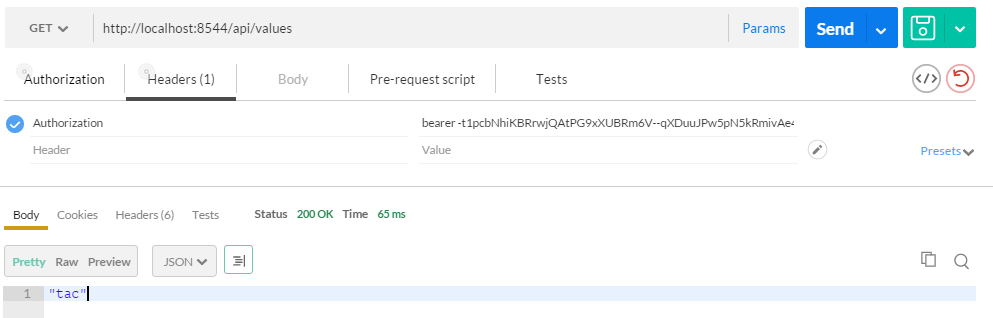 GET http://localhost:8544/api/values Params Send
Authorization Headers (1) Body Pre-request script Tests
Authorization bearer -t1pcbNhiKBRrwjQAtPG9xXUBRm6V--qXDuuJPw5pN5kRmivAe4
Header Value Presets
Body Cookies Headers (6) Tests Status 200 OK Time 65 ms
Pretty Raw Preview JSON
1 "tac"